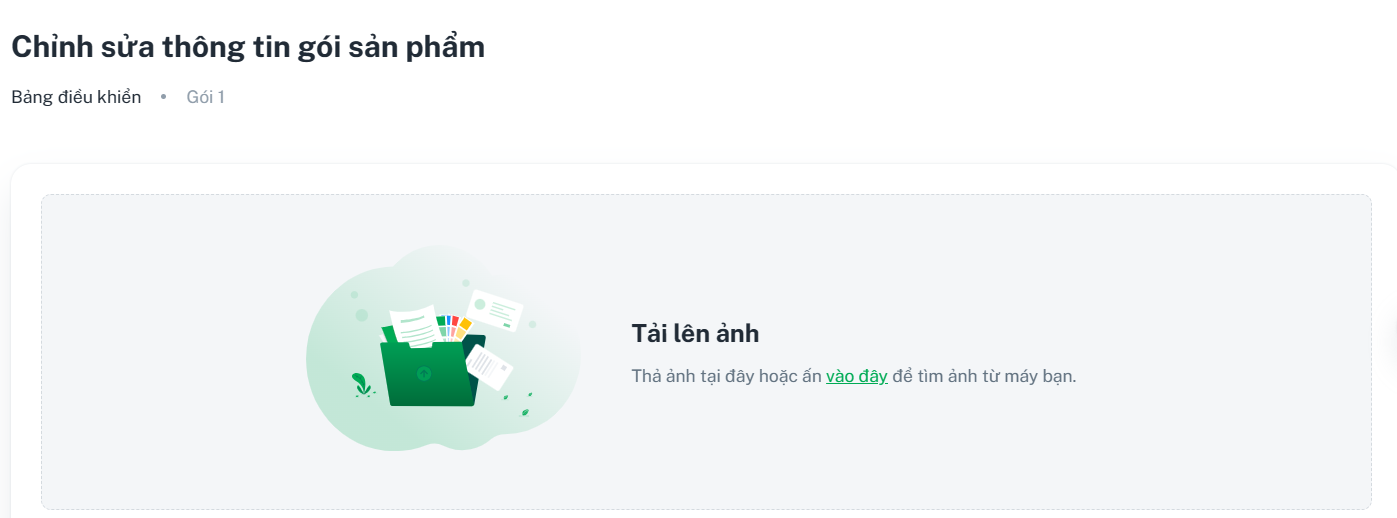 Chỉnh sửa thông tin gói sản phẩm
Bảng điều khiển • Gói 1
Tải lên ảnh
Thả ảnh tại đây hoặc ấn vào đây để tìm ảnh từ máy bạn.